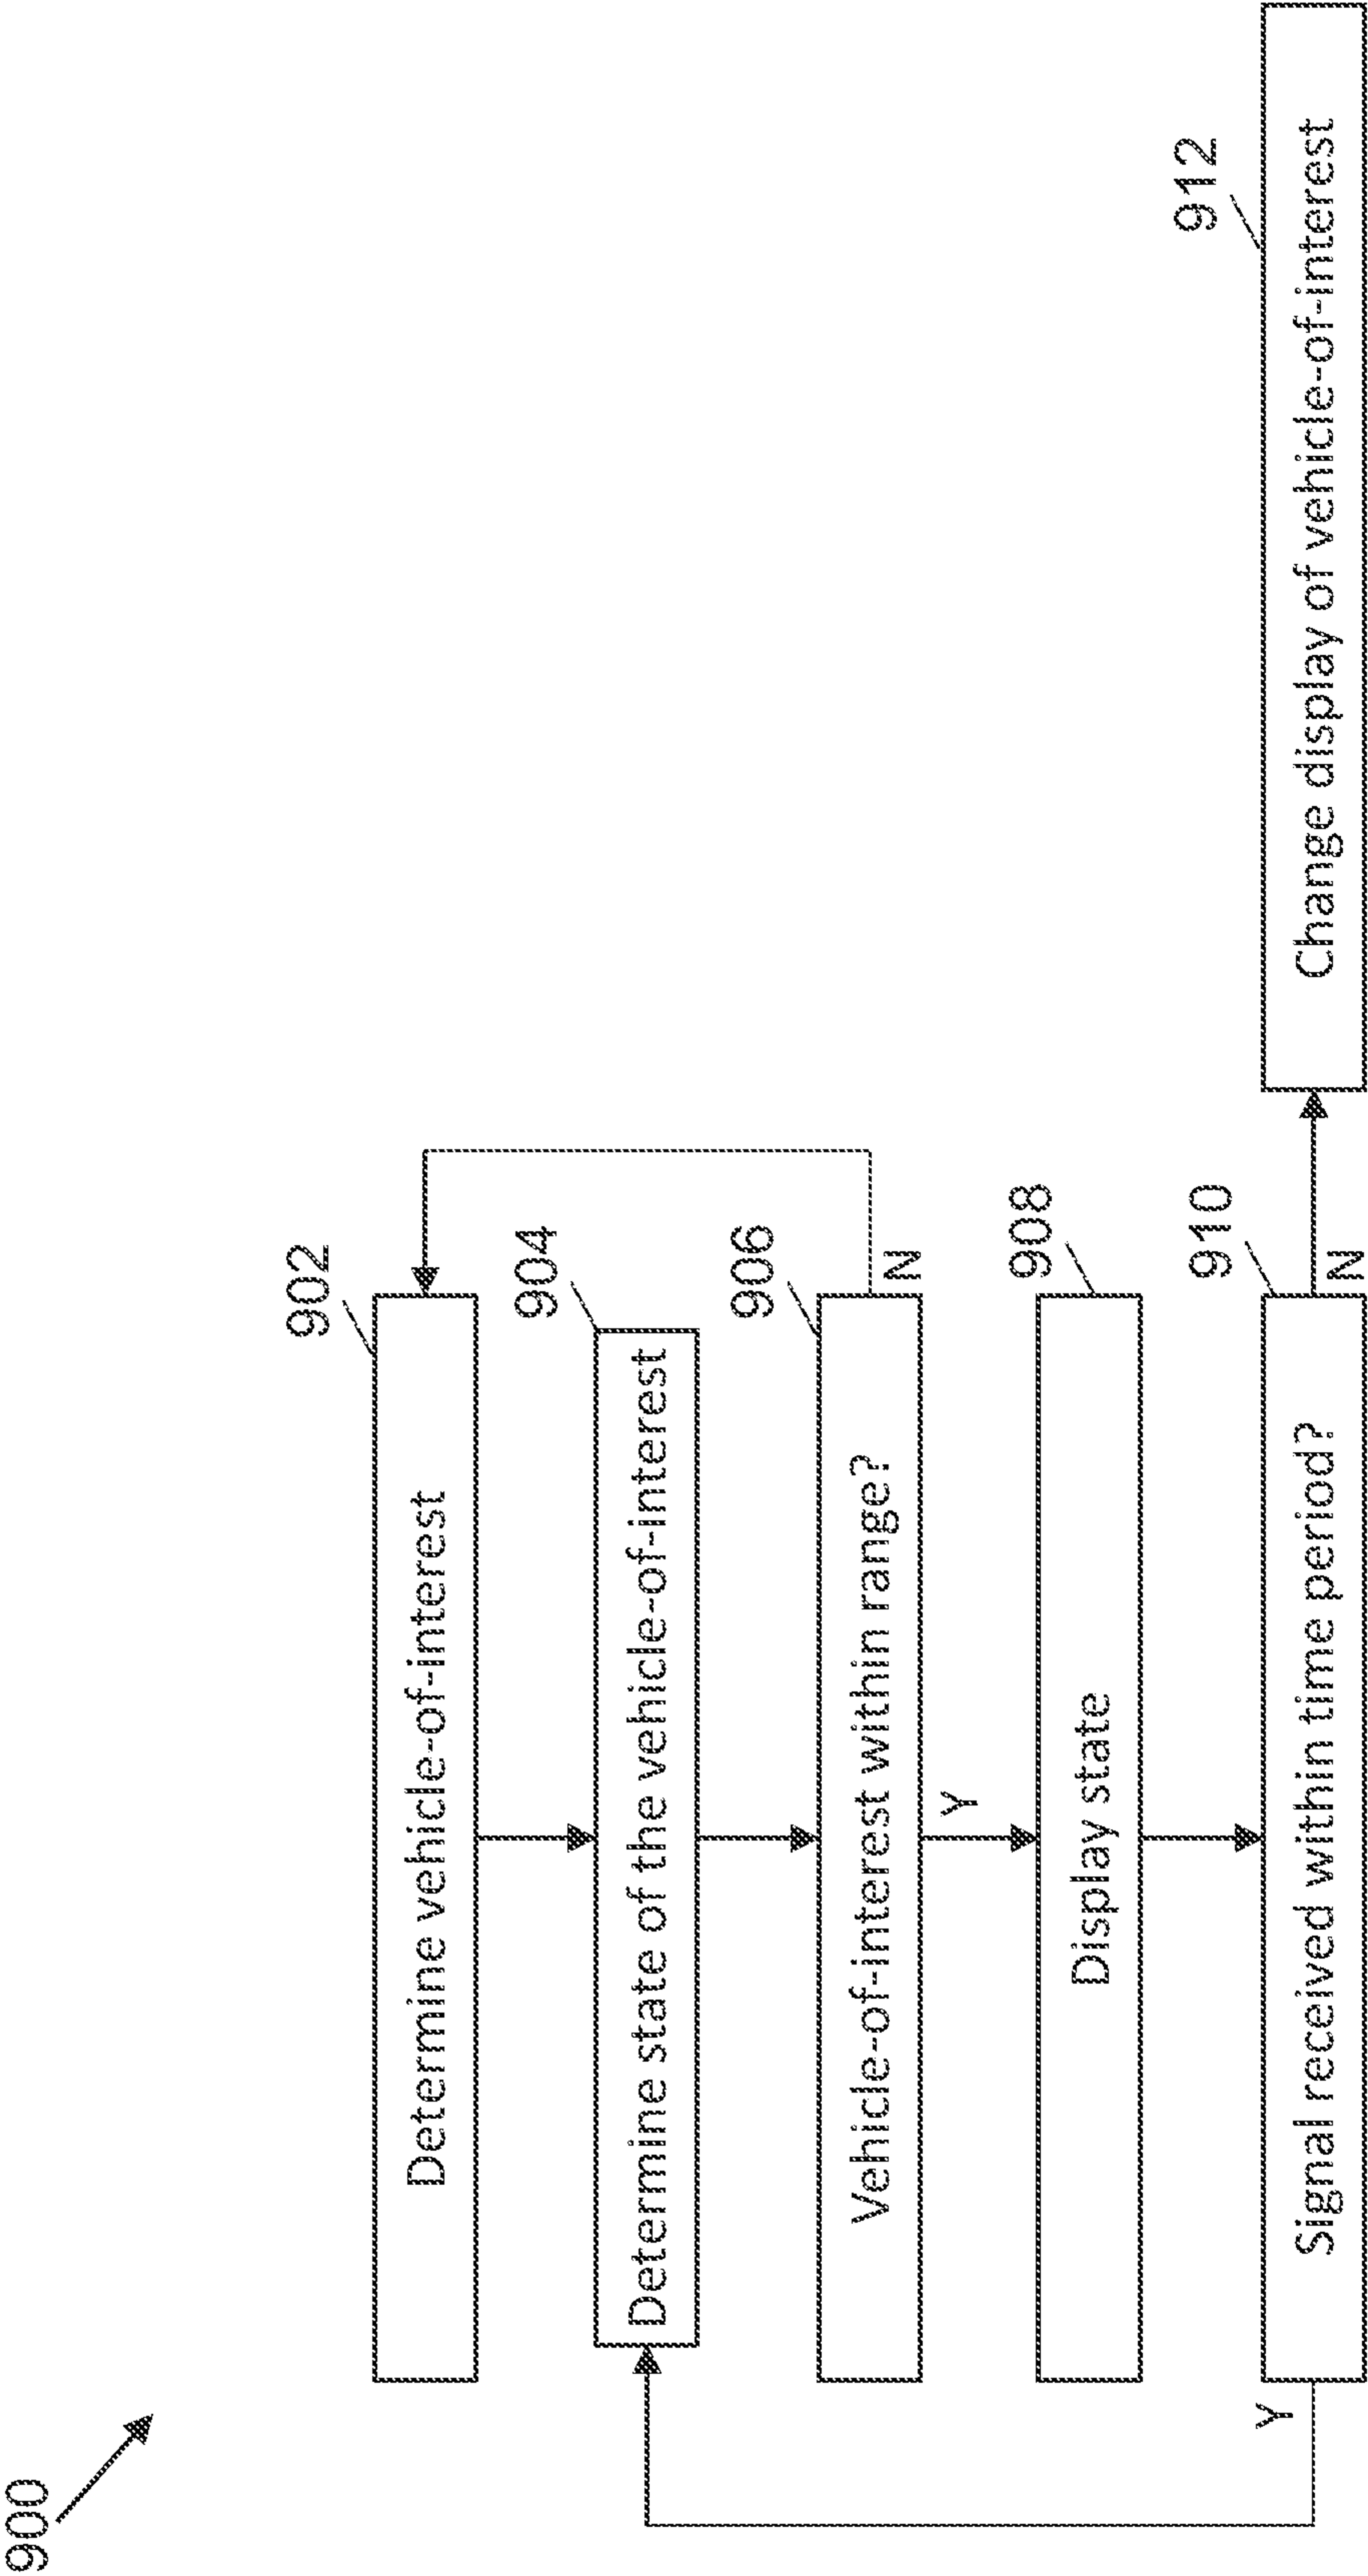 900
902
Determine vehicle-of-interest
904
Determine state of the vehicle-of-interest
906
Vehicle-of-interest within range?
N
Y
908
Display state
910
Signal received within time period?
Y
N
912
Change display of vehicle-of-interest